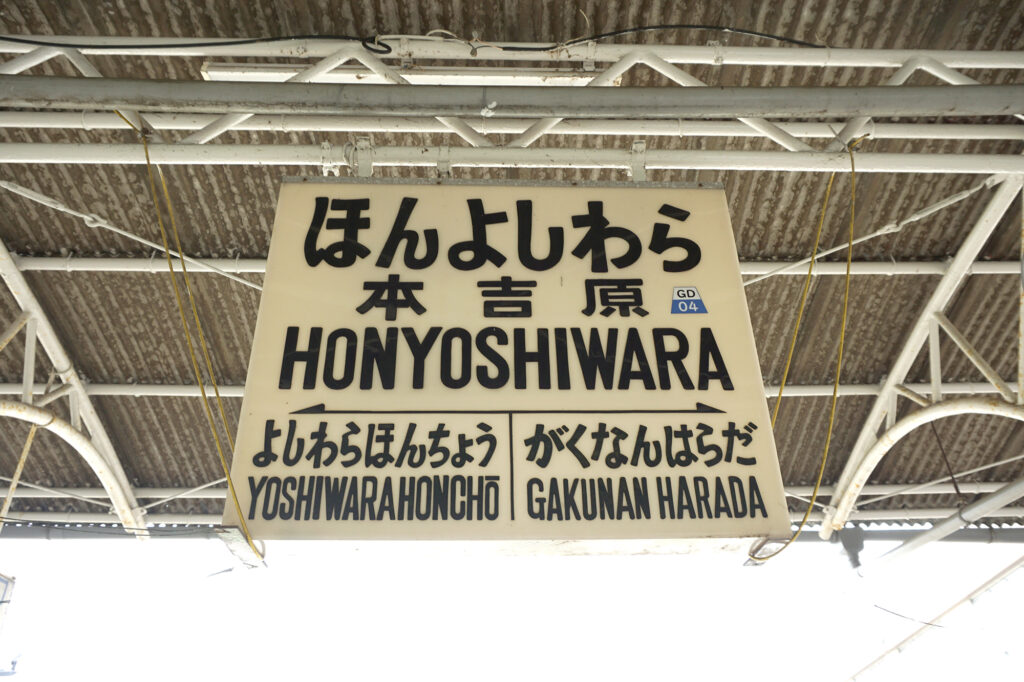 ほんよしわら
本吉原
GD
04
HONYOSHIWARA
よしわらほんちょう
YOSHIWARAHONCHŌ
がくなんはらだ
GAKUNAN HARADA